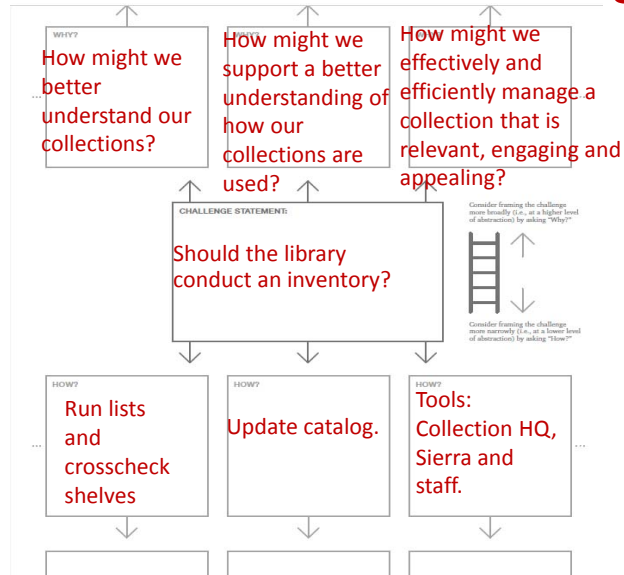 WHY?
How might we
better
understand our
collections?
WHY?
How might we
support a better
understanding of
how our
collections are
used?
How might we
effectively and
efficiently manage a
collection that is
relevant, engaging and
appealing?
CHALLENGE STATEMENT:
Should the library
conduct an inventory?
Consider framing the challenge
more broadly (i.e., at a higher level
of abstraction) by asking "Why?"
Consider framing the challenge
more narrowly (i.e., at a lower level
of abstraction) by asking "How?"
HOW?
Run lists
and
crosscheck
shelves
HOW?
Update catalog.
HOW?
Tools:
Collection HQ,
Sierra and
staff.